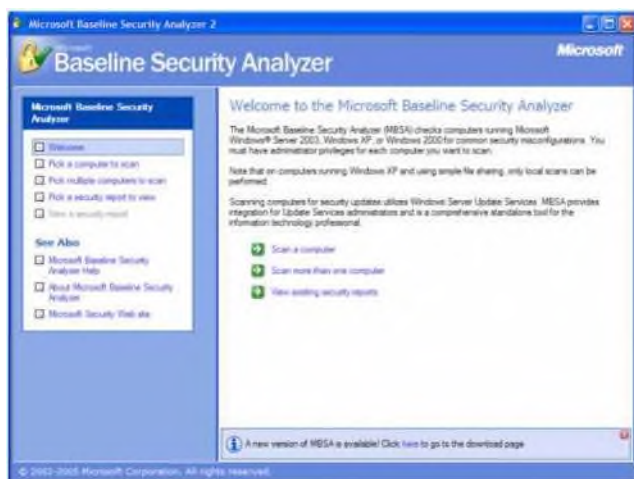 Microsoft Baseline Security Analyzer 2
Microsoft
Baseline Security Analyzer
Microsoft
Microsoft Baseline Security
Analyzer
Welcome
Pick a computer to scan
Pick multiple computers to scan
Pick a security report to view
View a security report
See Also
Microsoft Baseline Security
Analyzer Help
About Microsoft Baseline Security
Analyzer
Microsoft Security Web site
Welcome to the Microsoft Baseline Security Analyzer
The Microsoft Baseline Security Analyzer (MBSA) checks computers running Microsoft
Windows® Server 2003, Windows XP, or Windows 2000 for common security misconfigurations. You
must have administrator privileges for each computer you want to scan.
Note that on computers running Windows XP and using simple file sharing, only local scans can be
performed.
Scanning computers for security updates utilizes Windows Server Update Services. MBSA provides
integration for Update Services administrators and is a comprehensive standalone tool for the
information technology professional.
Scan a computer
Scan more than one computer
View existing security reports
A new version of MBSA is available! Click here to go to the download page
© 2002-2005 Microsoft Corporation. All rights reserved.